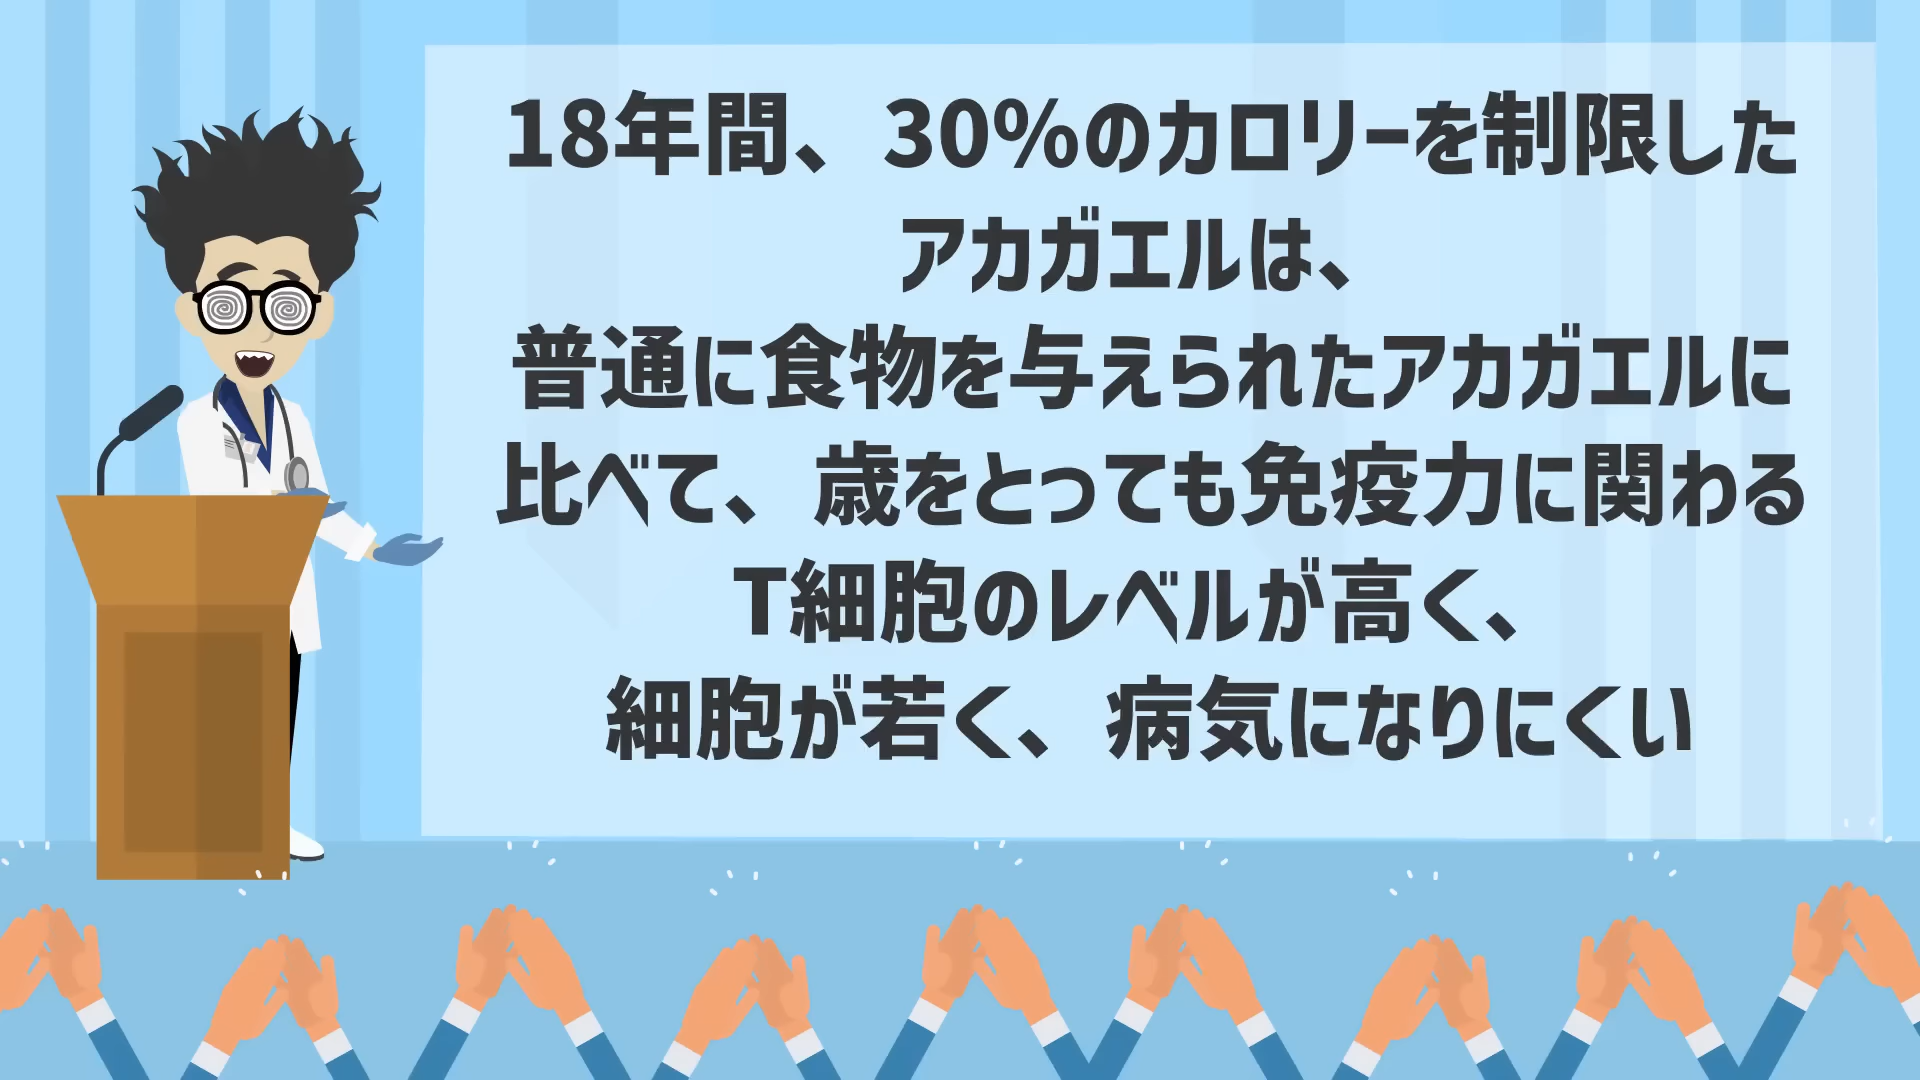 18年間、30%のカロリーを制限した
アカガエルは、
普通に食物を与えられたアカガエルに
比べて、歳をとっても免疫力に関わる
T細胞のレベルが高く、
細胞が若く、病気になりにくい